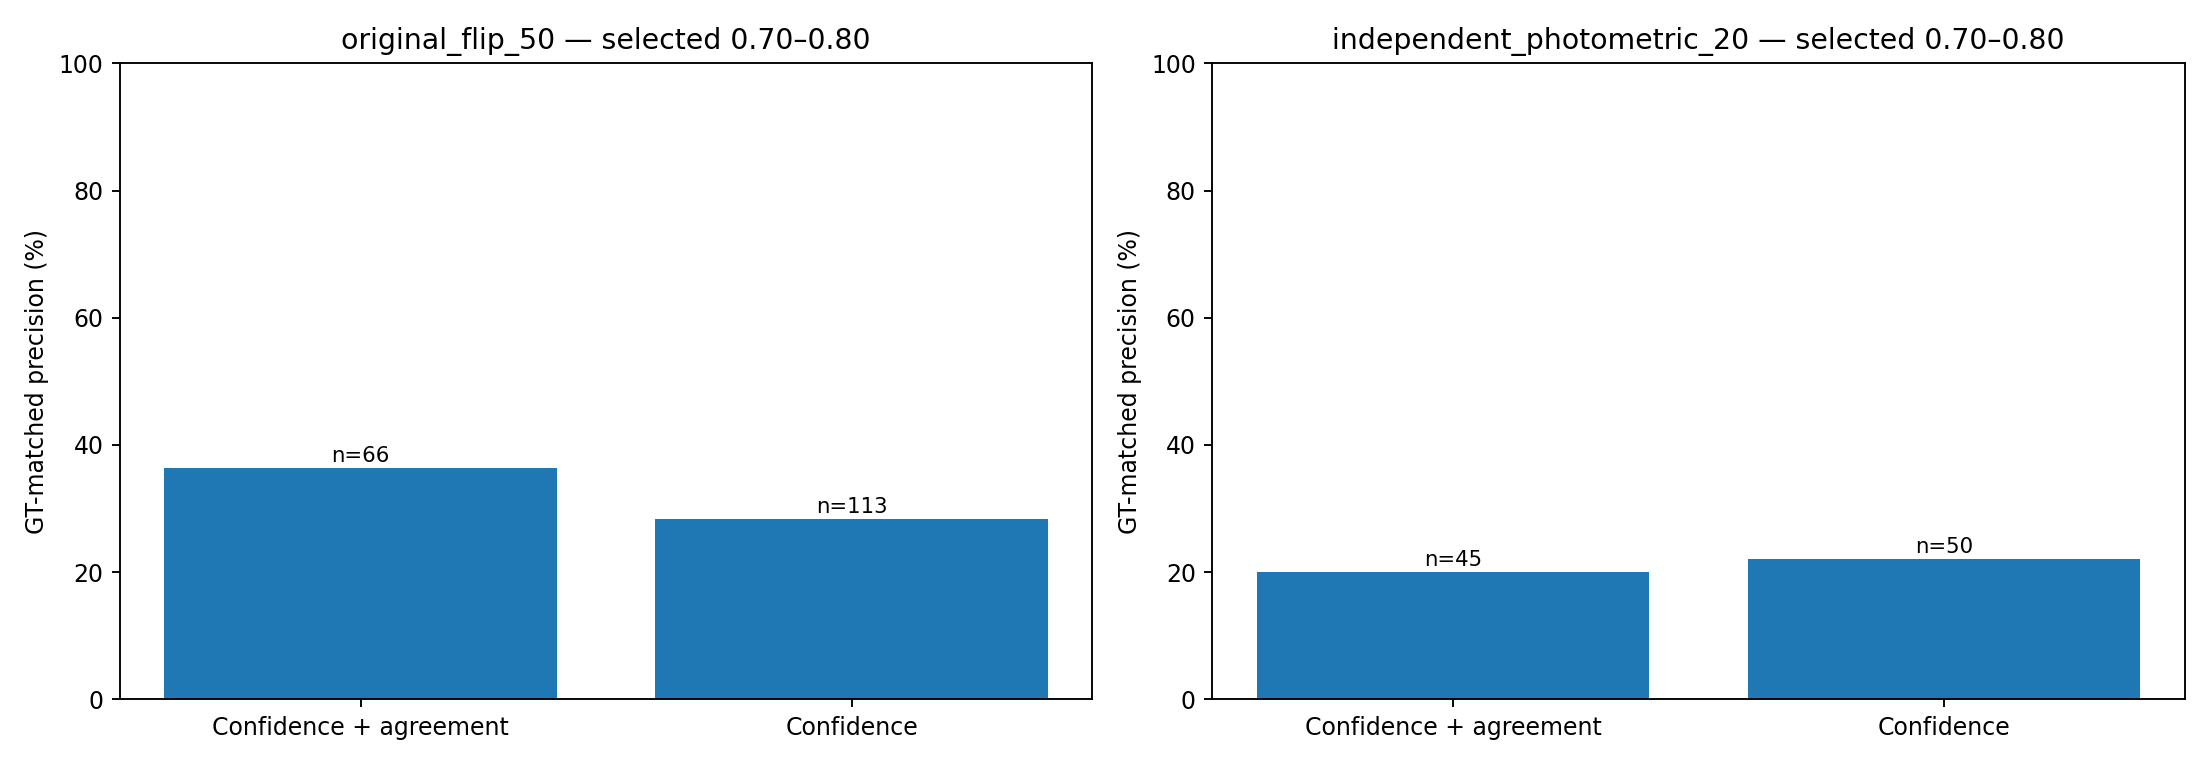 original_flip_50 — selected 0.70–0.80
100
80
60
40
20
0
GT-matched precision (%)
n=66
n=113
Confidence + agreement
Confidence
independent_photometric_20 — selected 0.70–0.80
100
80
60
40
20
0
GT-matched precision (%)
n=45
n=50
Confidence + agreement
Confidence